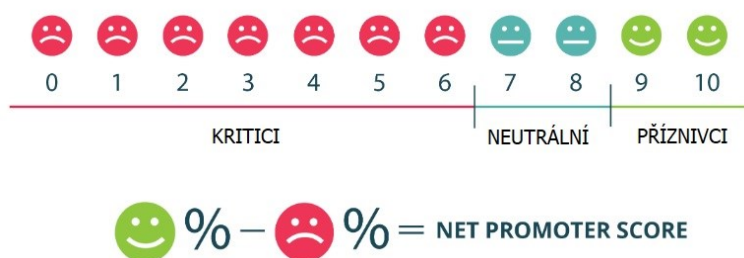 0 1 2 3 4 5 6 7 8 9 10
KRITICI NEUTRÁLNÍ PŘÍZNIVCI
% – % = NET PROMOTER SCORE